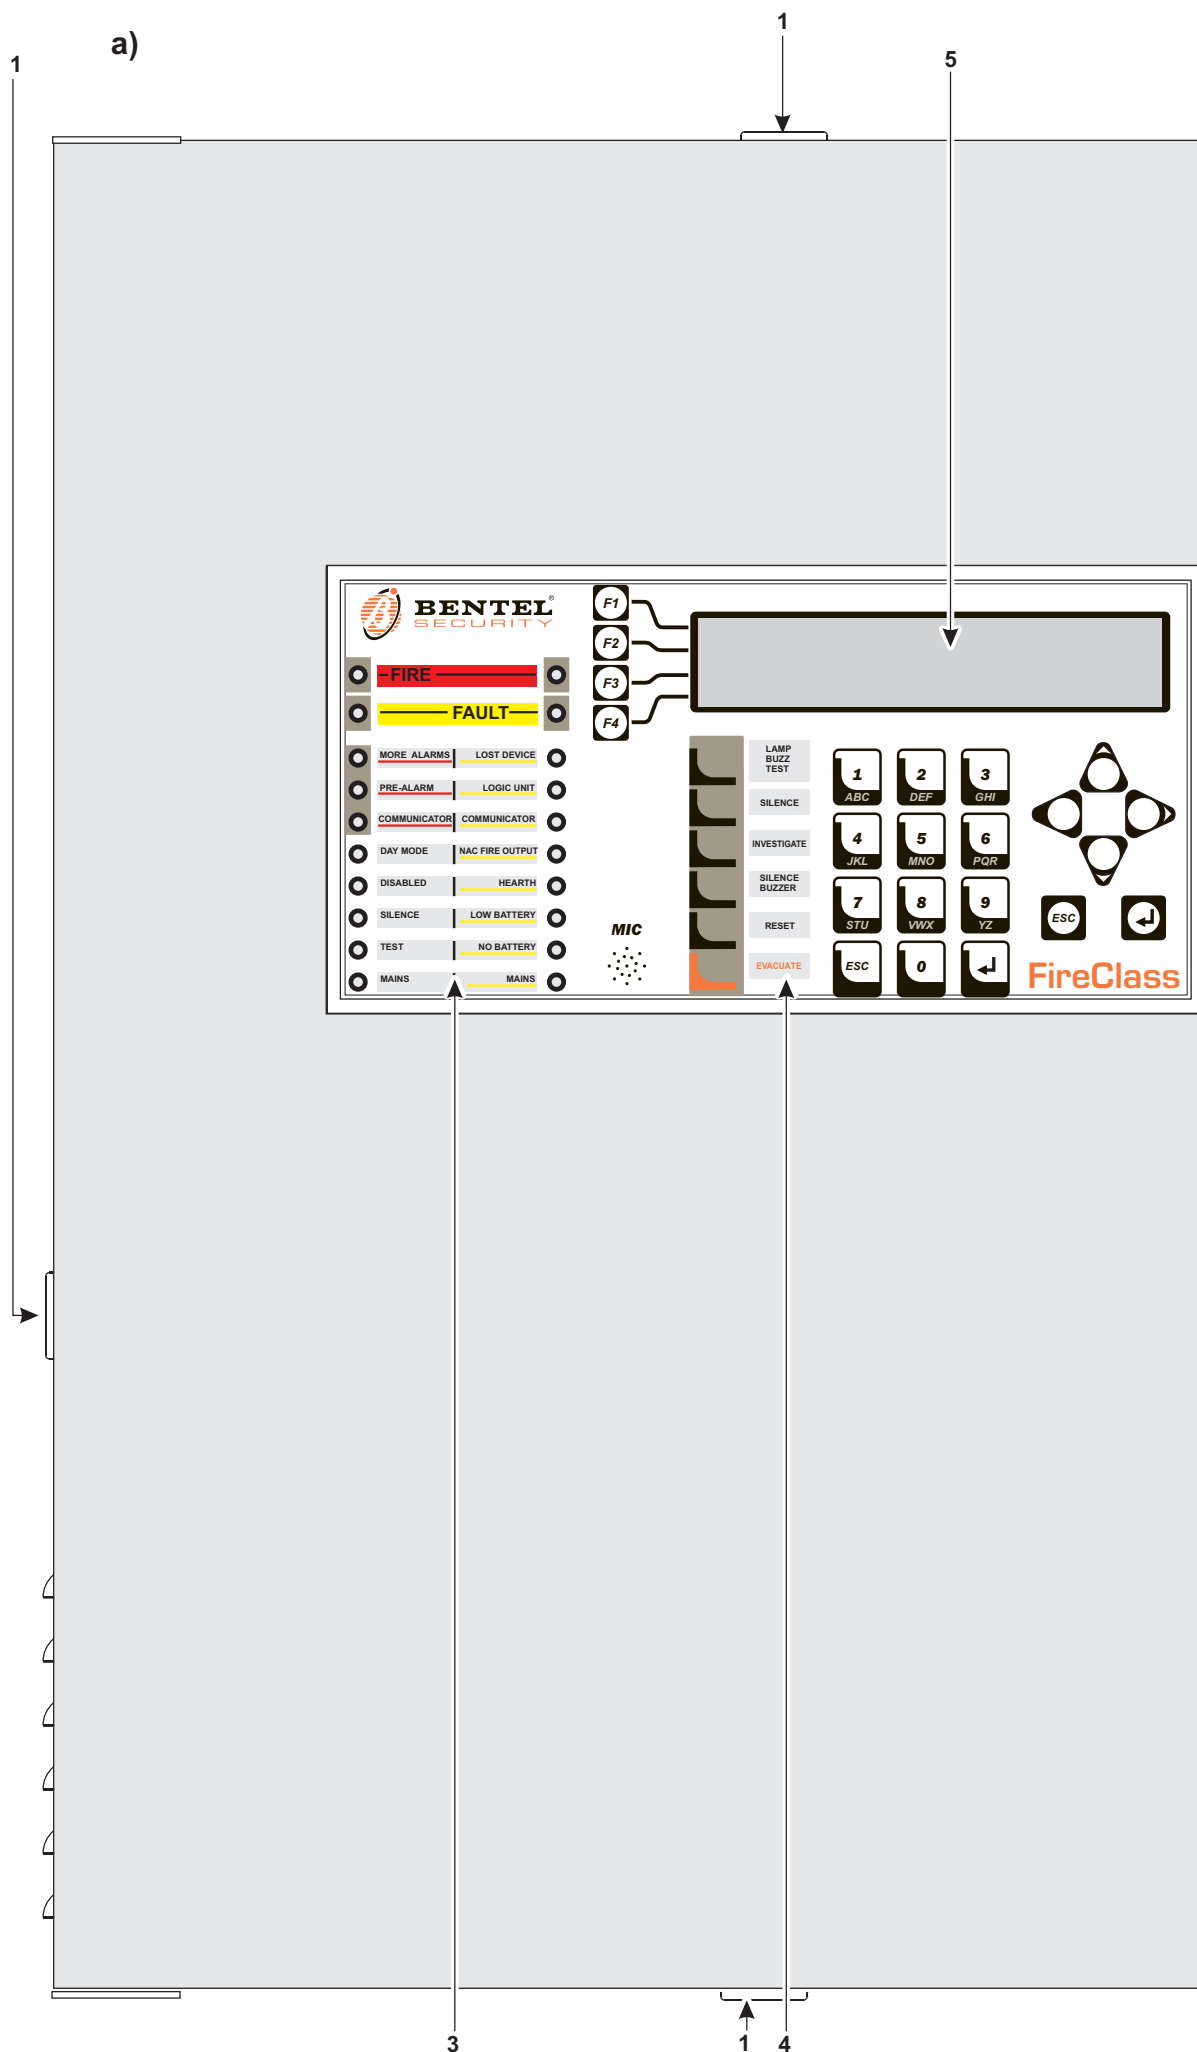 1
a)
1
5
BENTEL®
SECURITY
F1
F2
F3
F4
FIRE
FAULT
MORE ALARMS
LOST DEVICE
PRE-ALARM
LOGIC UNIT
COMMUNICATOR
COMMUNICATOR
DAY MODE
NAC FIRE OUTPUT
DISABLED
HEARTH
SILENCE
LOW BATTERY
TEST
NO BATTERY
MAINS
MAINS
MIC
LAMP
BUZZ
TEST
SILENCE
INVESTIGATE
SILENCE
BUZZER
RESET
EVACUATE
1
ABC
2
DEF
3
GHI
4
JKL
5
MNO
6
PQR
7
STU
8
VWX
9
YZ
ESC
0
ESC
FireClass
1
3
1
4